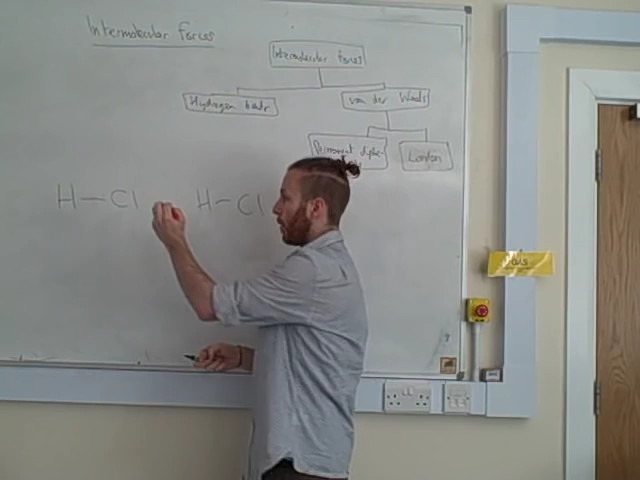 Intermolecular Forces
Intermolecular forces
Hydrogen bonds
van der Waals
Permanent dipole-
London
H — Cl
H — Cl